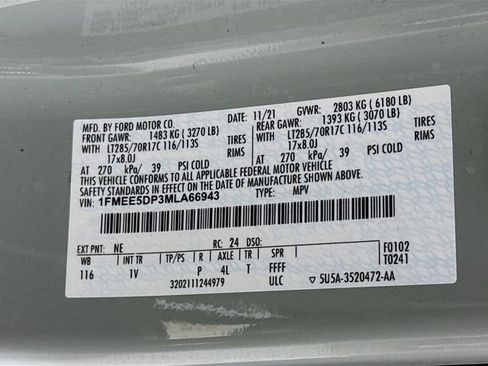 MFD. BY FORD MOTOR CO. DATE: 11/21 GVWR: 2803 KG ( 6180 LB)
FRONT GAWR: 1483 KG ( 3270 LB) REAR GAWR: 1393 KG ( 3070 LB)
WITH LT285/70R17C 116/113S TIRES WITH LT285/70R17C 116/113S TIRES
17x8.0J 17x8.0J
AT 270 kPa/ 39 PSI COLD AT 270 kPa/ 39 PSI COLD
THIS VEHICLE CONFORMS TO ALL APPLICABLE FEDERAL MOTOR VEHICLE
SAFETY STANDARDS IN EFFECT ON THE DATE OF MANUFACTURE SHOWN ABOVE.
VIN: 1FMEE5DP3MLA66943 TYPE: MPV
EXT PNT: NE RC: 24 DSO: F0102
WB INT TR TP/PS R AXLE TR SPR T0241
116 1V P 4L T FFFF
3202111244979 ULC 5U5A-3520472-AA